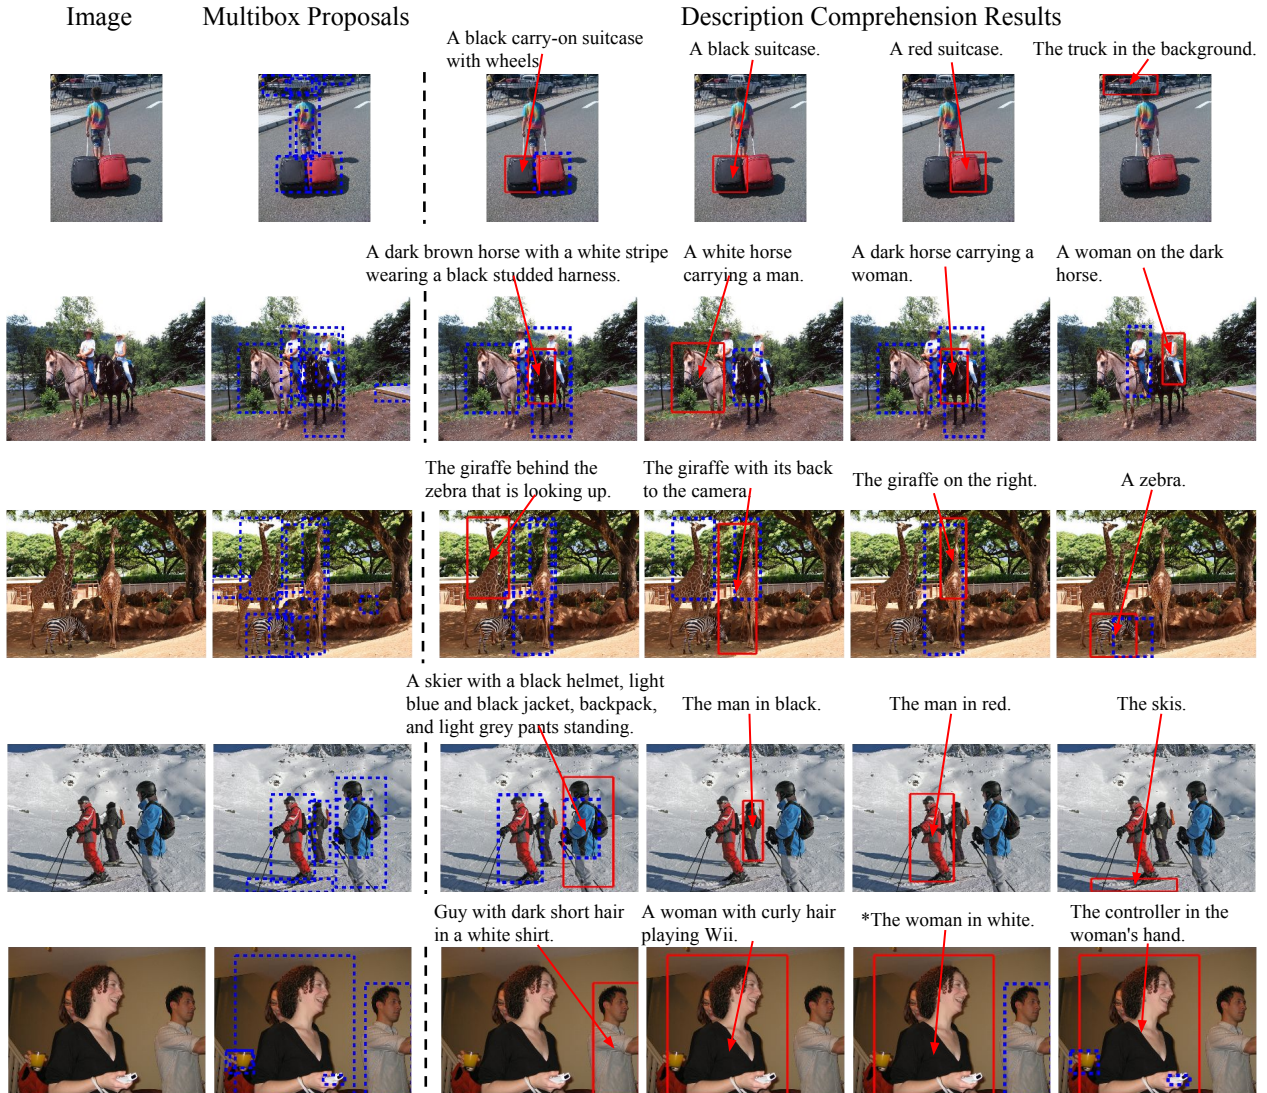 Image
Multibox Proposals
Description Comprehension Results
A black carry-on suitcase
with wheels
A black suitcase.
A red suitcase.
The truck in the background.
A dark brown horse with a white stripe
wearing a black studded harness.
A white horse
carrying a man.
A dark horse carrying a
woman.
A woman on the dark
horse.
The giraffe behind the
zebra that is looking up.
The giraffe with its back
to the camera.
The giraffe on the right.
A zebra.
A skier with a black helmet, light
blue and black jacket, backpack,
and light grey pants standing.
The man in black.
The man in red.
The skis.
Guy with dark short hair
in a white shirt.
A woman with curly hair
playing Wii.
*The woman in white.
The controller in the
woman's hand.